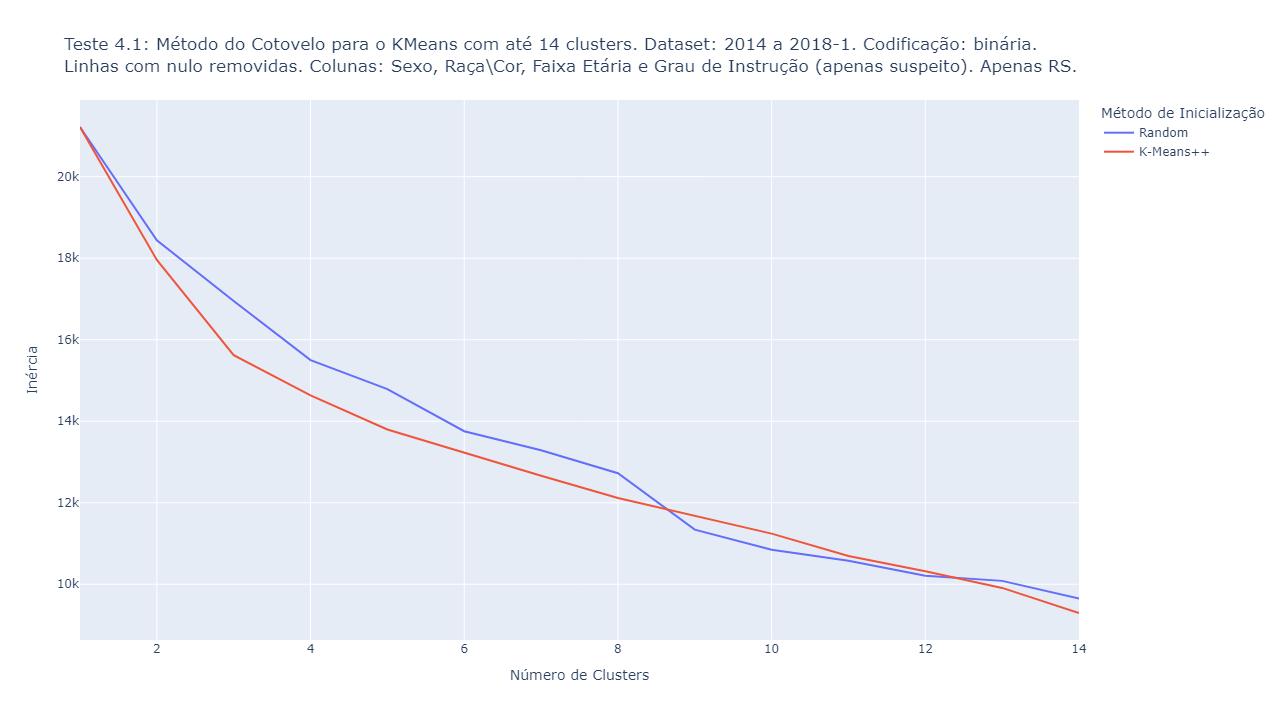 Teste 4.1: Método do Cotovelo para o KMeans com até 14 clusters. Dataset: 2014 a 2018-1. Codificação: binária.
Linhas com nulo removidas. Colunas: Sexo, Raça\Cor, Faixa Etária e Grau de Instrução (apenas suspeito). Apenas RS.
Método de Inicialização
Random
K-Means++
Inércia
20k
18k
16k
14k
12k
10k
2 4 6 8 10 12 14
Número de Clusters